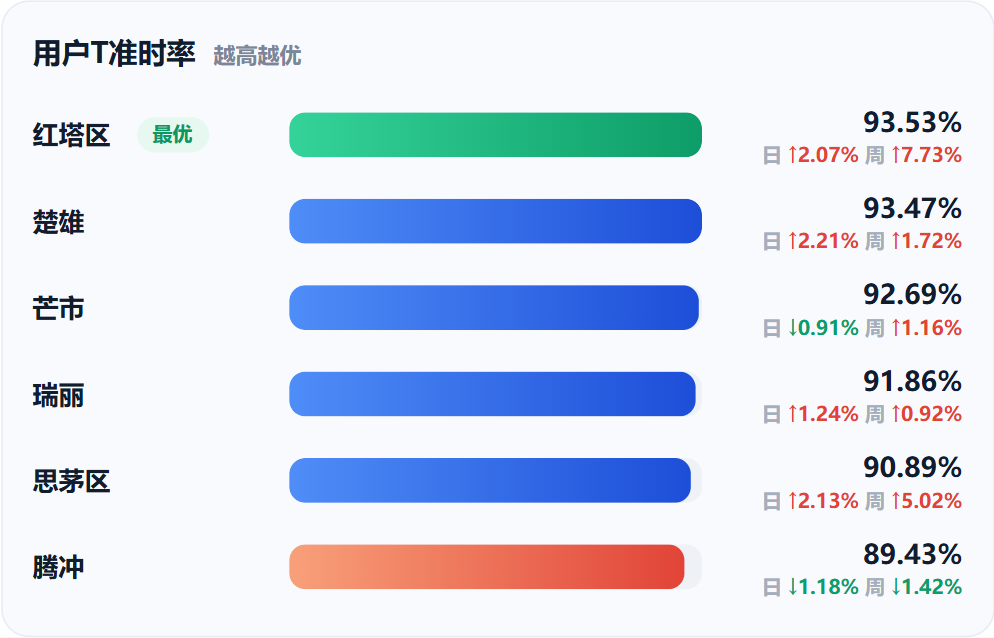 用户T准时率 越高越优
红塔区 最优 93.53%
日 ↑2.07% 周 ↑7.73%
楚雄 93.47%
日 ↑2.21% 周 ↑1.72%
芒市 92.69%
日 ↓0.91% 周 ↑1.16%
瑞丽 91.86%
日 ↑1.24% 周 ↑0.92%
思茅区 90.89%
日 ↑2.13% 周 ↑5.02%
腾冲 89.43%
日 ↓1.18% 周 ↓1.42%